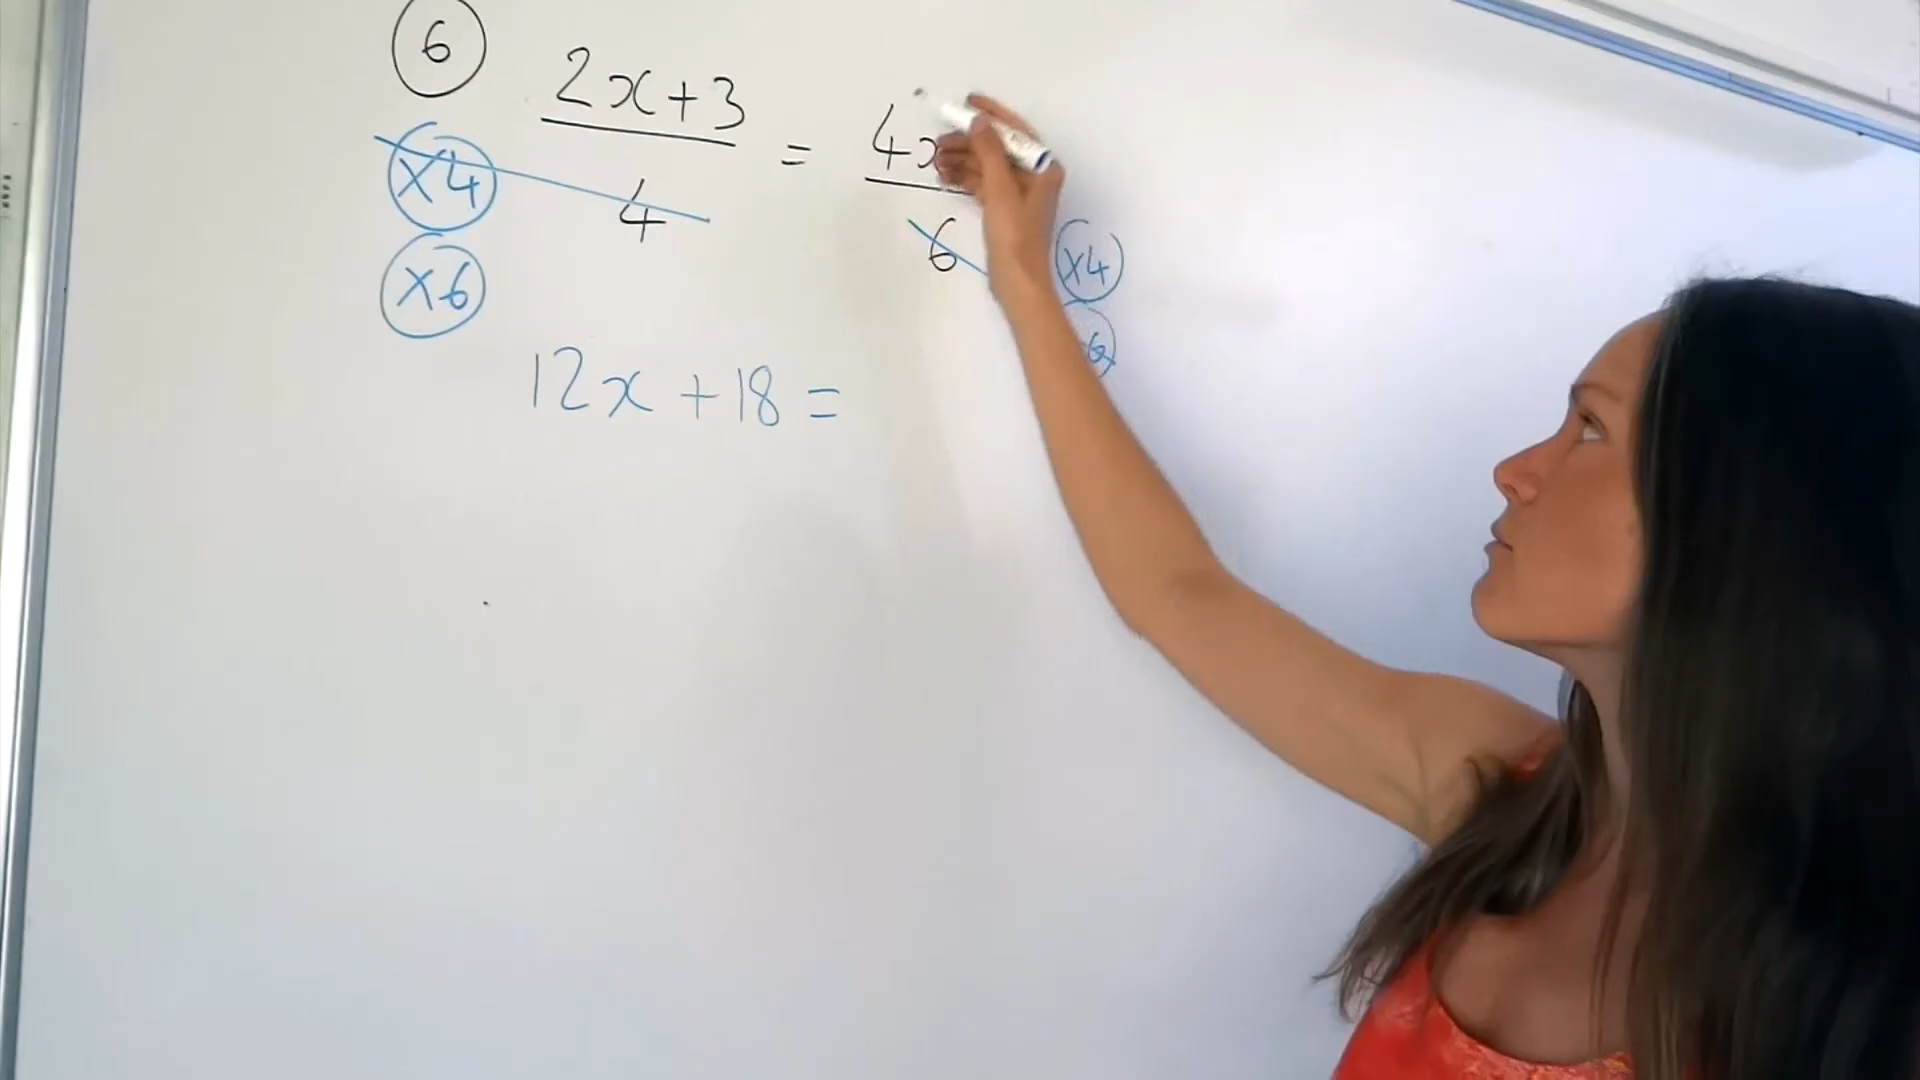 6
2x+3 = 4x
4 6
×4 ×4
×6 6
12x + 18 =